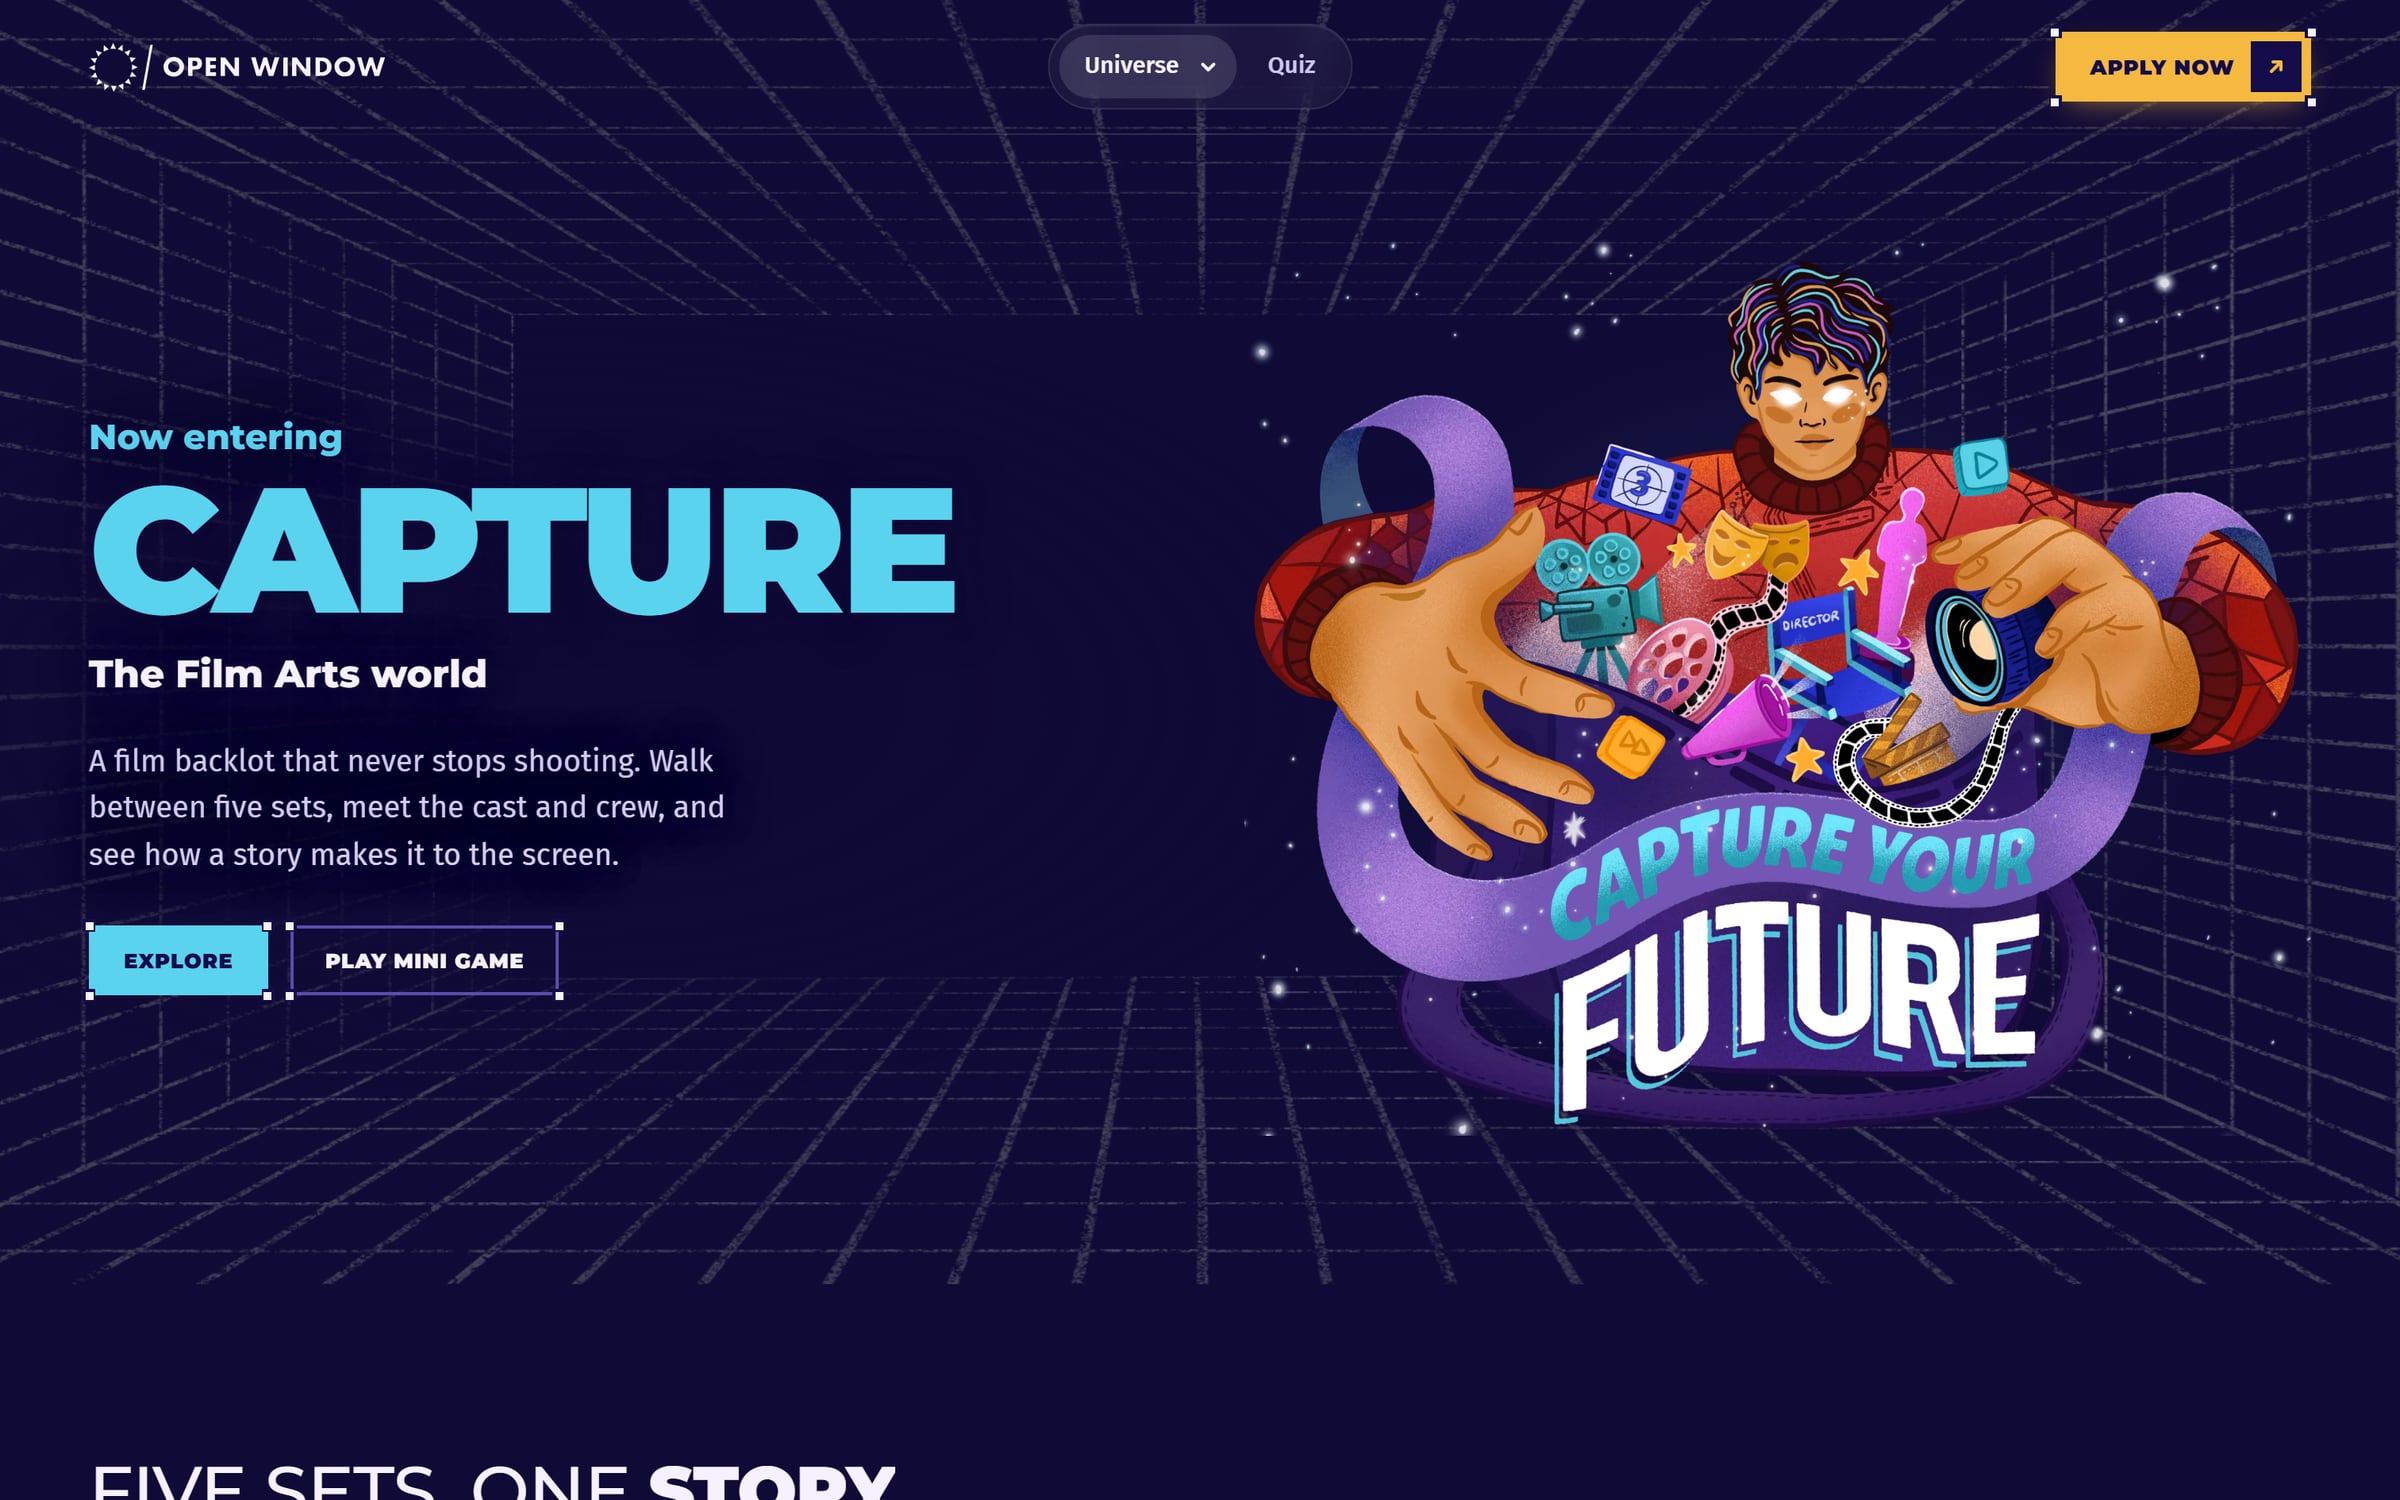 OPEN WINDOW
Universe
Quiz
APPLY NOW
Now entering
CAPTURE
The Film Arts world
A film backlot that never stops shooting. Walk
between five sets, meet the cast and crew, and
see how a story makes it to the screen.
EXPLORE
PLAY MINI GAME
3
DIRECTOR
CAPTURE YOUR
FUTURE
FIVE SETS. ONE STORY